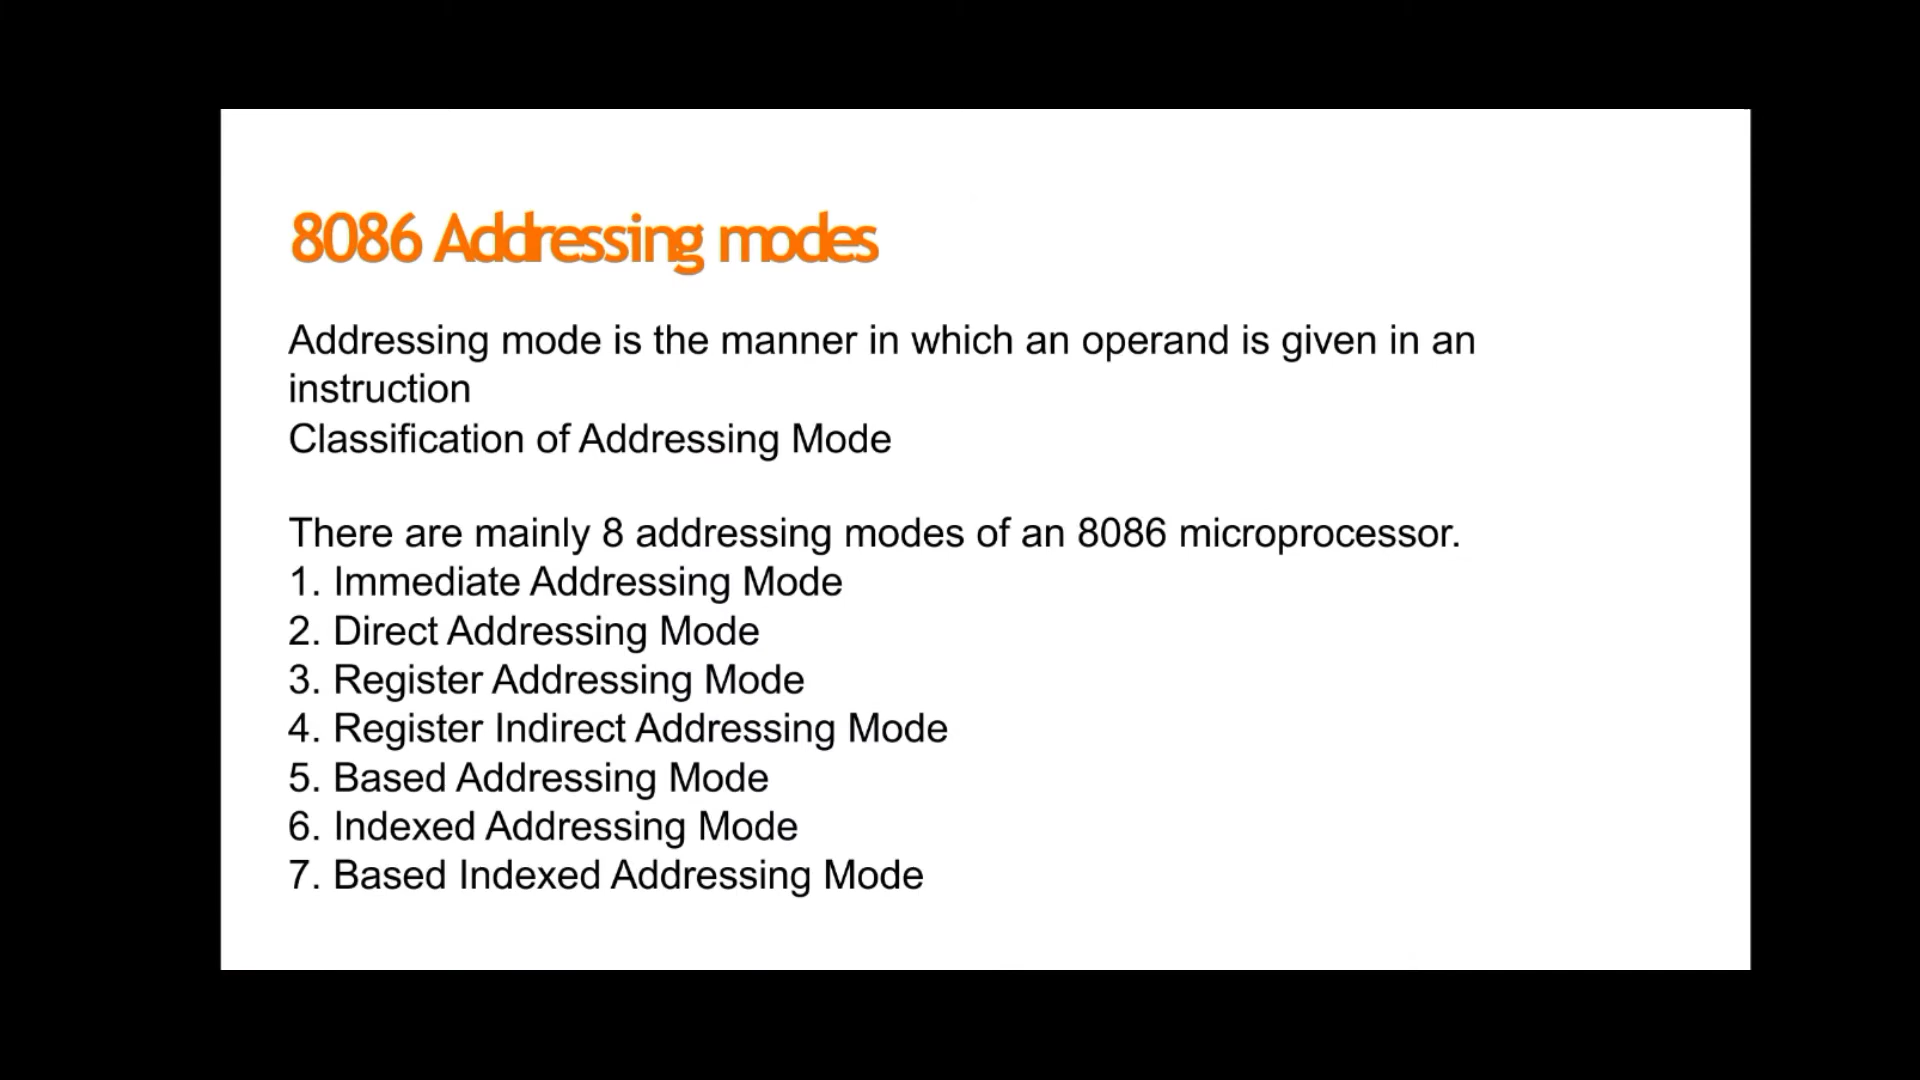 8086 Addressing modes
Addressing mode is the manner in which an operand is given in an
instruction
Classification of Addressing Mode
There are mainly 8 addressing modes of an 8086 microprocessor.
1. Immediate Addressing Mode
2. Direct Addressing Mode
3. Register Addressing Mode
4. Register Indirect Addressing Mode
5. Based Addressing Mode
6. Indexed Addressing Mode
7. Based Indexed Addressing Mode